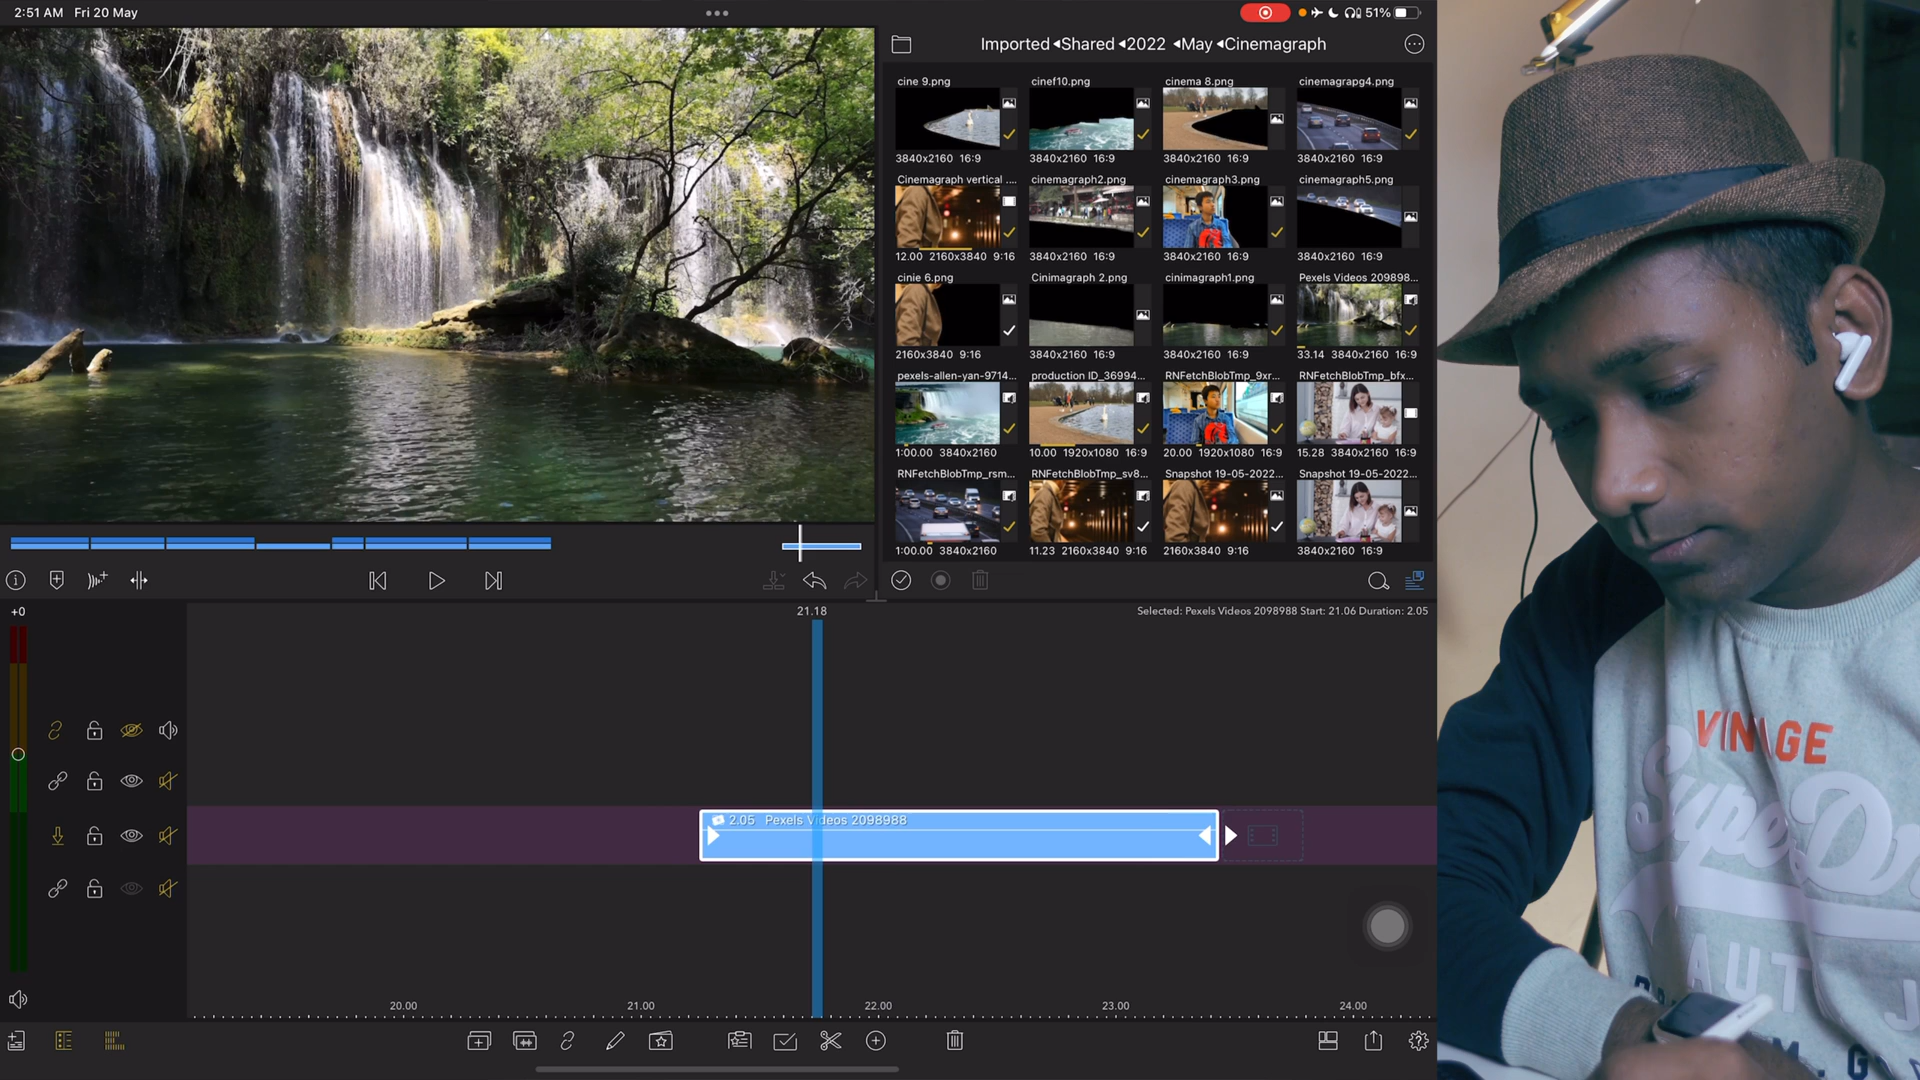 2:51 AM Fri 20 May
51%
Imported ◂Shared ◂2022 ◂May ◂Cinemagraph
cine 9.png
cinef10.png
cinema 8.png
cinemagrapg4.png
3840x2160 16:9
3840x2160 16:9
3840x2160 16:9
3840x2160 16:9
Cinemagraph vertical ....
cinemagraph2.png
cinemagraph3.png
cinemagraph5.png
12.00 2160x3840 9:16
3840x2160 16:9
3840x2160 16:9
3840x2160 16:9
cinie 6.png
Cinimagraph 2.png
cinimagraph1.png
Pexels Videos 209898...
2160x3840 9:16
3840x2160 16:9
3840x2160 16:9
33.14 3840x2160 16:9
pexels-allen-yan-9714...
production ID_36994...
RNFetchBlobTmp_9xr...
RNFetchBlobTmp_bfx...
1:00.00 3840x2160
10.00 1920x1080 16:9
20.00 1920x1080 16:9
15.28 3840x2160 16:9
RNFetchBlobTmp_rsm...
RNFetchBlobTmp_sv8...
Snapshot 19-05-2022...
Snapshot 19-05-2022...
1:00.00 3840x2160
11.23 2160x3840 9:16
2160x3840 9:16
3840x2160 16:9
+0
21.18
Selected: Pexels Videos 2098988 Start: 21.06 Duration: 2.05
2.05 Pexels Videos 2098988
20.00
21.00
22.00
23.00
24.00
VINTAGE
Super Dr
AUT